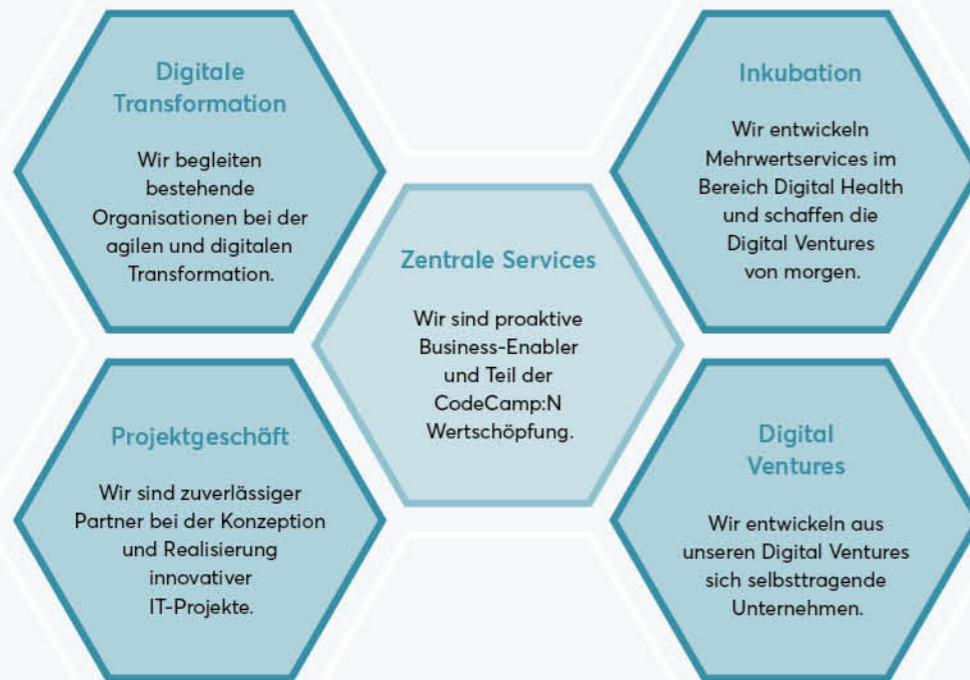 Digitale
Transformation
Wir begleiten
bestehende
Organisationen bei der
agilen und digitalen
Transformation.
Inkubation
Wir entwickeln
Mehrwertservices im
Bereich Digital Health
und schaffen die
Digital Ventures
von morgen.
Zentrale Services
Wir sind proaktive
Business-Enabler
und Teil der
CodeCamp:N
Wertschöpfung.
Projektgeschäft
Wir sind zuverlässiger
Partner bei der Konzeption
und Realisierung
innovativer
IT-Projekte.
Digital
Ventures
Wir entwickeln aus
unseren Digital Ventures
sich selbsttragende
Unternehmen.